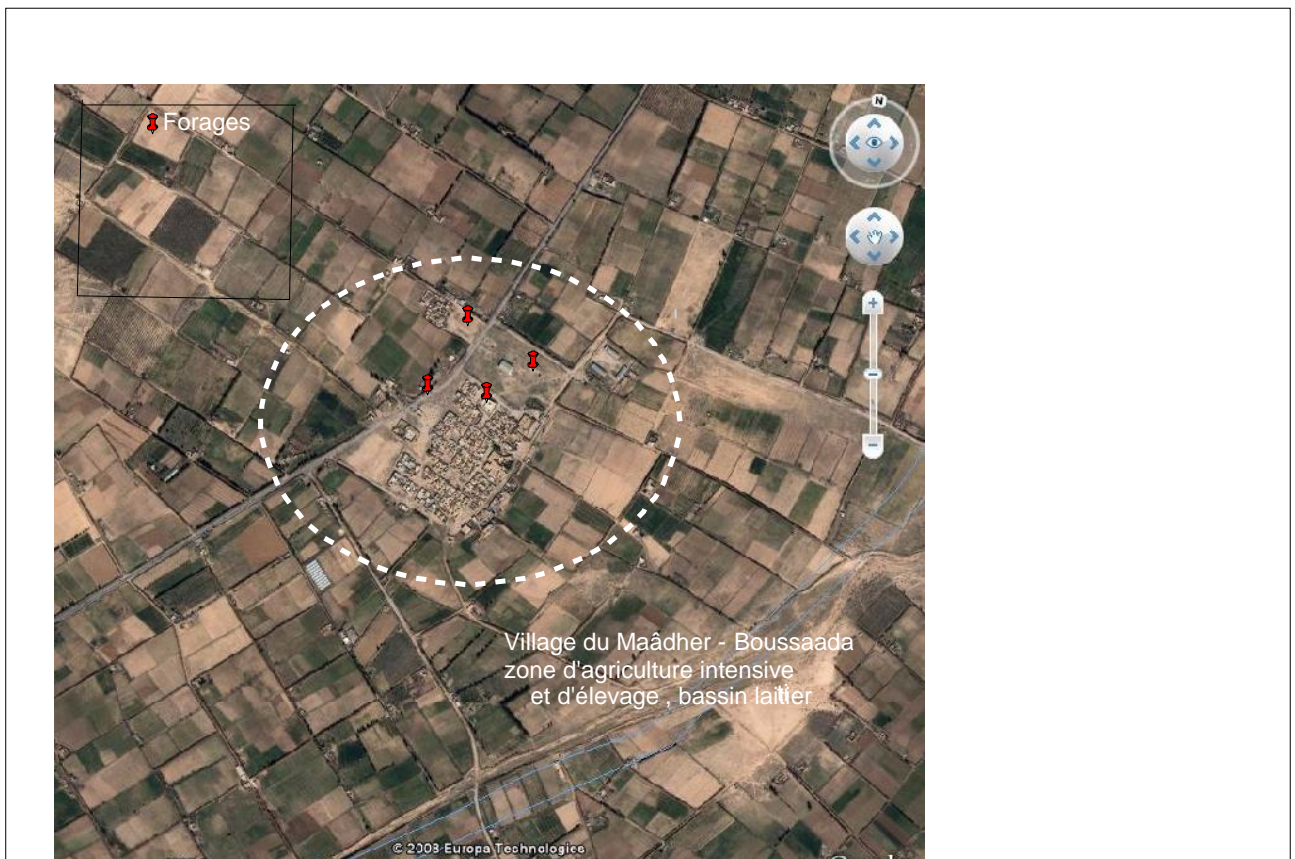 N
Forages
Village du Maâdher - Boussaada
zone d'agriculture intensive
et d'élevage , bassin laitier
© 2008 Europa Technologies